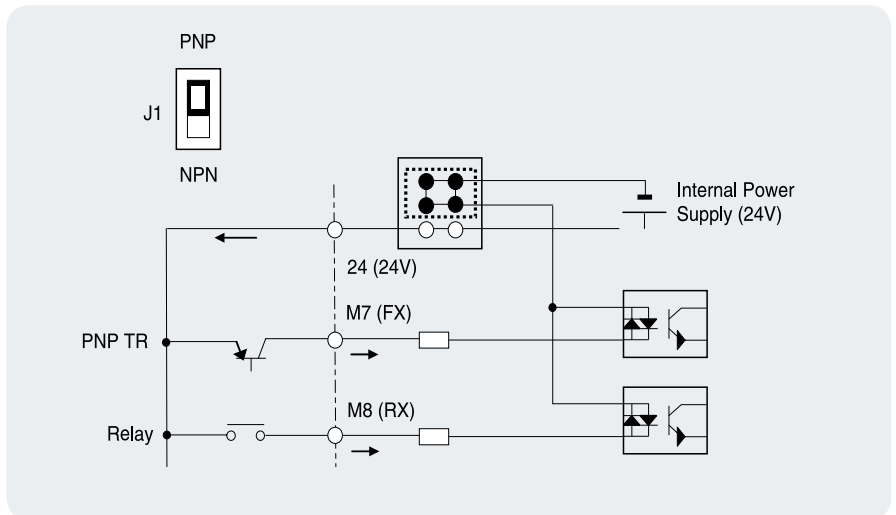 PNP
J1
NPN
Internal Power
Supply (24V)
24 (24V)
M7 (FX)
PNP TR
M8 (RX)
Relay